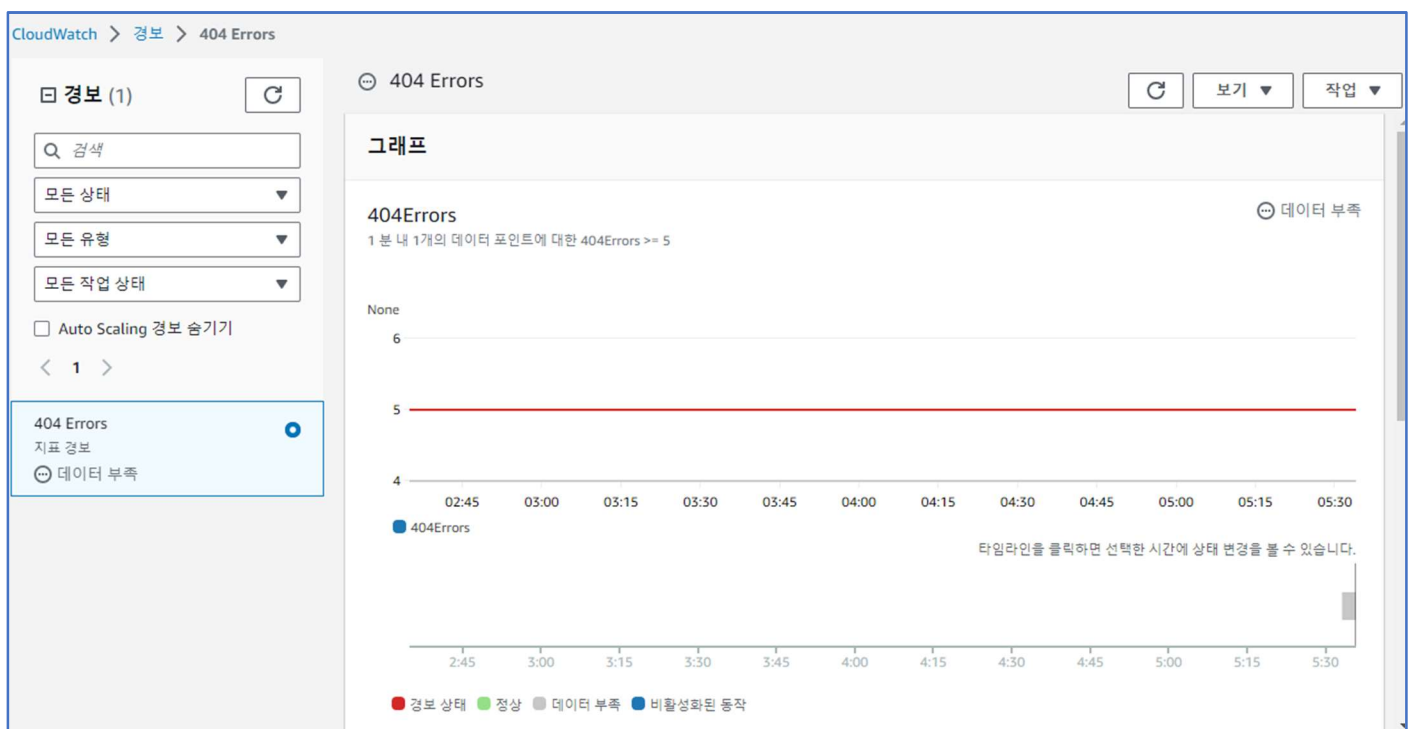 CloudWatch > 경보 > 404 Errors
경보 (1)
검색
모든 상태
모든 유형
모든 작업 상태
Auto Scaling 경보 숨기기
< 1 >
404 Errors
지표 경보
데이터 부족
404 Errors
보기
작업
그래프
404Errors
데이터 부족
1 분 내 1개의 데이터 포인트에 대한 404Errors >= 5
None
6
5
4
02:45 03:00 03:15 03:30 03:45 04:00 04:15 04:30 04:45 05:00 05:15 05:30
404Errors
타임라인을 클릭하면 선택한 시간에 상태 변경을 볼 수 있습니다.
2:45 3:00 3:15 3:30 3:45 4:00 4:15 4:30 4:45 5:00 5:15 5:30
경보 상태 정상 데이터 부족 비활성화된 동작